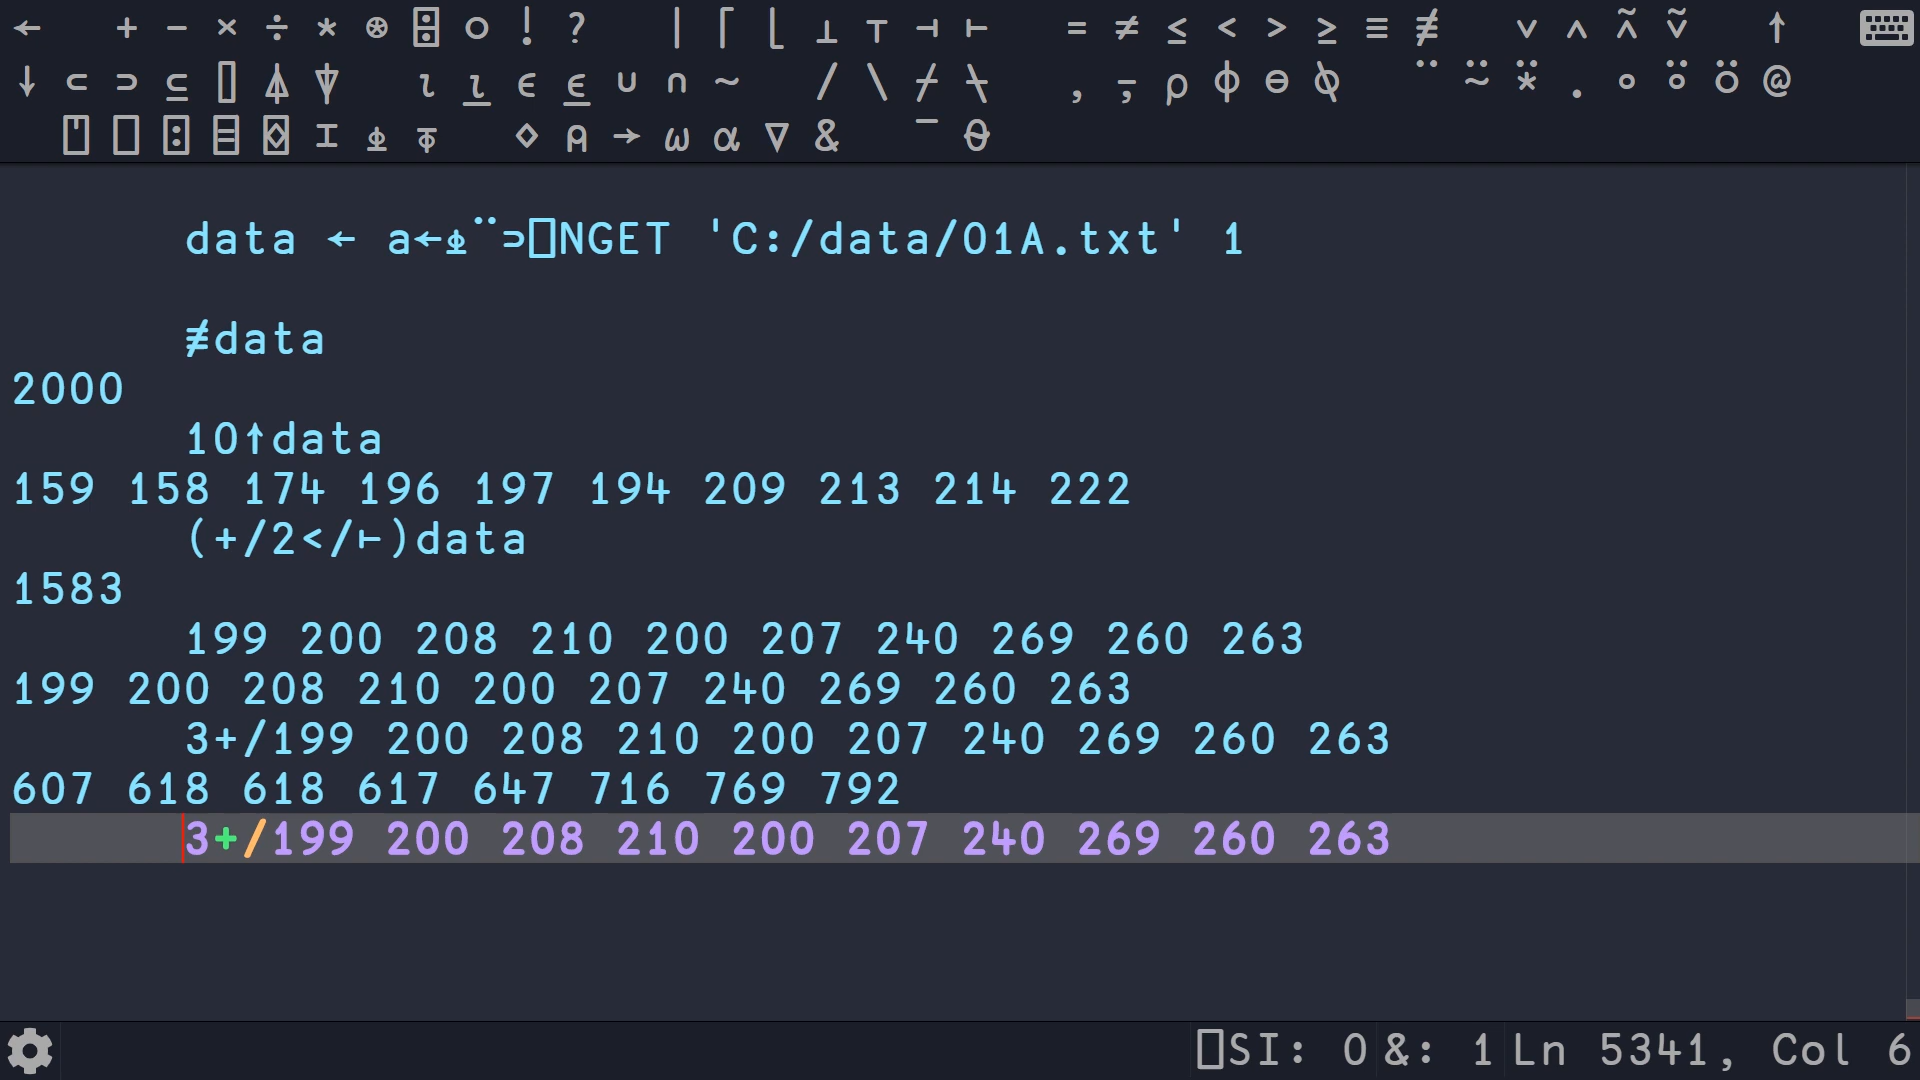 ← + − × ÷ * ⍟ ⌹ ○ ! ? | ⌈ ⌊ ⊥ ⊤ ⊣ ⊢ = ≠ ≤ < > ≥ ≡ ≢ ∨ ∧ ⍲ ⍱ ↑
↓ ⊂ ⊃ ⊆ ⌷ ⍋ ⍒ ⍳ ⍸ ∊ ⍷ ∪ ∩ ~ / \ ⌿ ⍀ , ⍪ ⍴ ⌽ ⊖ ⍉ ¨ ⍨ ⍣ . ∘ ⍤ ⍥ @
⍞ ⎕ ⍠ ⌸ ⌺ ⌶ ⍎ ⍕ ⋄ ⍝ → ⍵ ⍺ ∇ & ¯ ⍬
data ← a←⍎¨⊃⎕NGET 'C:/data/01A.txt' 1
≢data
2000
10↑data
159 158 174 196 197 194 209 213 214 222
(+/2</⊢)data
1583
199 200 208 210 200 207 240 269 260 263
199 200 208 210 200 207 240 269 260 263
3+/199 200 208 210 200 207 240 269 260 263
607 618 618 617 647 716 769 792
3+/199 200 208 210 200 207 240 269 260 263
⎕SI: 0 &: 1 Ln 5341, Col 6